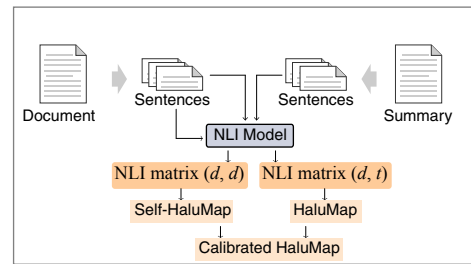 Sentences Sentences
Document Summary
NLI Model
NLI matrix (d, d) NLI matrix (d, t)
Self-HaluMap HaluMap
Calibrated HaluMap